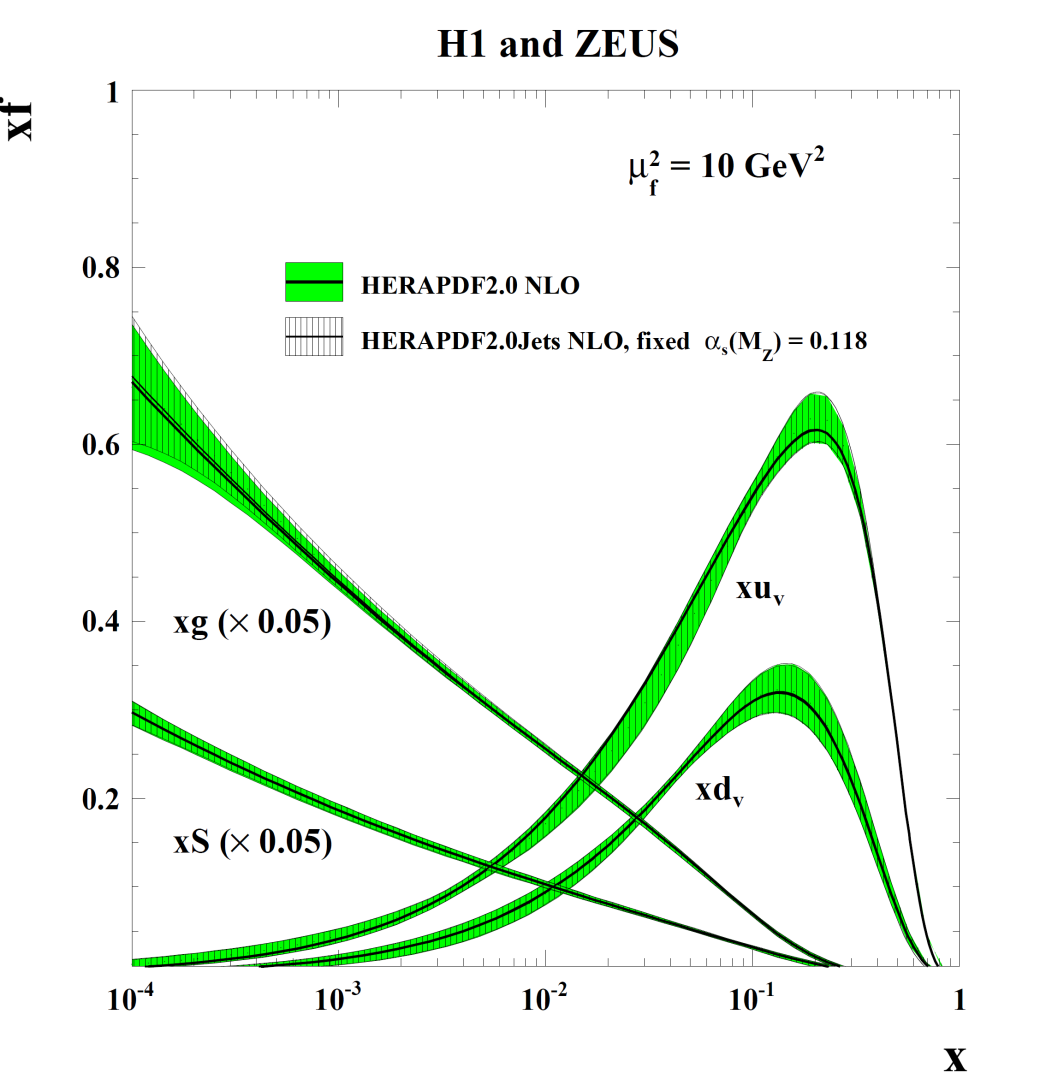 H1 and ZEUS
xf
1
μ_f^2 = 10 GeV^2
0.8
HERAPDF2.0 NLO
HERAPDF2.0Jets NLO, fixed α_s(M_Z) = 0.118
0.6
xu_v
0.4
xg (× 0.05)
0.2
xd_v
xS (× 0.05)
10^-4
10^-3
10^-2
10^-1
1
x